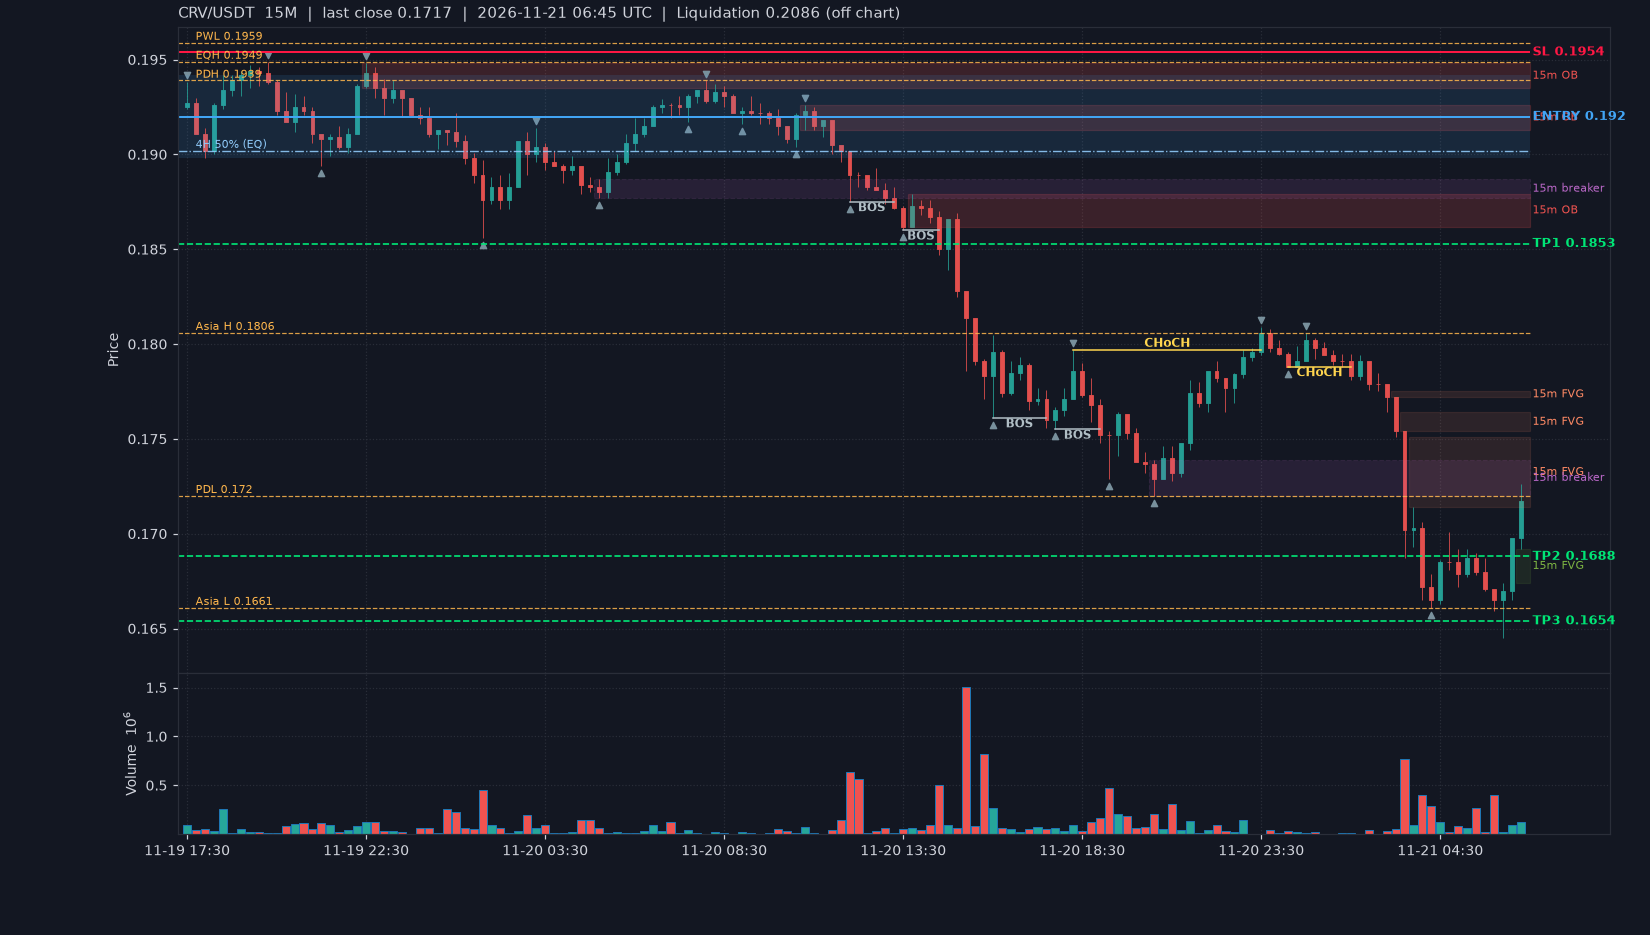 CRV/USDT  15M  |  last close 0.1717  |  2026-11-21 06:45 UTC  |  Liquidation 0.2086 (off chart)
PWL 0.1959
SL 0.1954
EQH 0.1949
0.195
PDH 0.1939
15m OB
ENTRY 0.192
4H 50% (EQ)
0.190
15m breaker
BOS
15m OB
BOS
TP1 0.1853
0.185
Asia H 0.1806
0.180
CHoCH
CHoCH
Price
15m FVG
BOS
15m FVG
BOS
0.175
15m FVG
15m breaker
PDL 0.172
0.170
TP2 0.1688
15m FVG
Asia L 0.1661
TP3 0.1654
0.165
1.5
1.0
0.5
Volume 10⁶
11-19 17:30
11-19 22:30
11-20 03:30
11-20 08:30
11-20 13:30
11-20 18:30
11-20 23:30
11-21 04:30